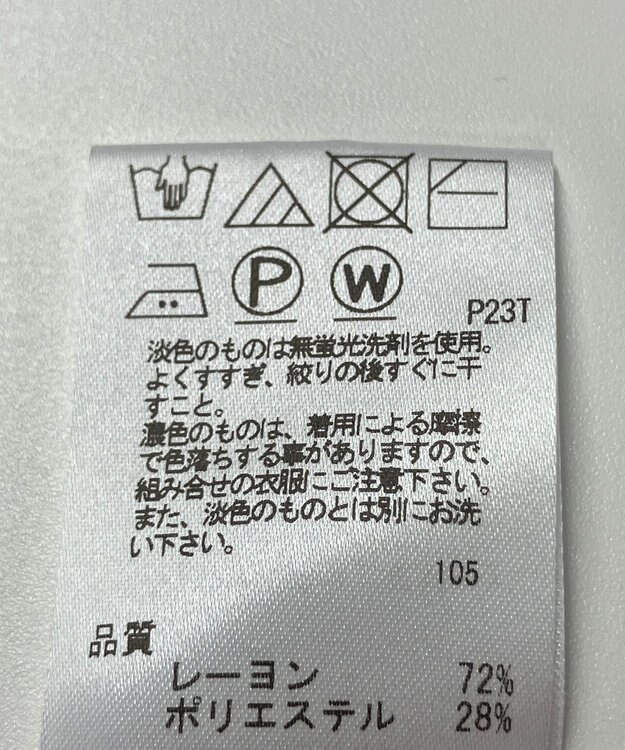 P W
P23T
淡色のものは無蛍光洗剤を使用。
よくすすぎ、絞りの後すぐに干
すこと。
濃色のものは、着用による摩擦
で色落ちする事がありますので、
組み合せの衣服にご注意下さい。
また、淡色のものとは別にお洗
い下さい。
105
品質
レーヨン 72%
ポリエステル 28%